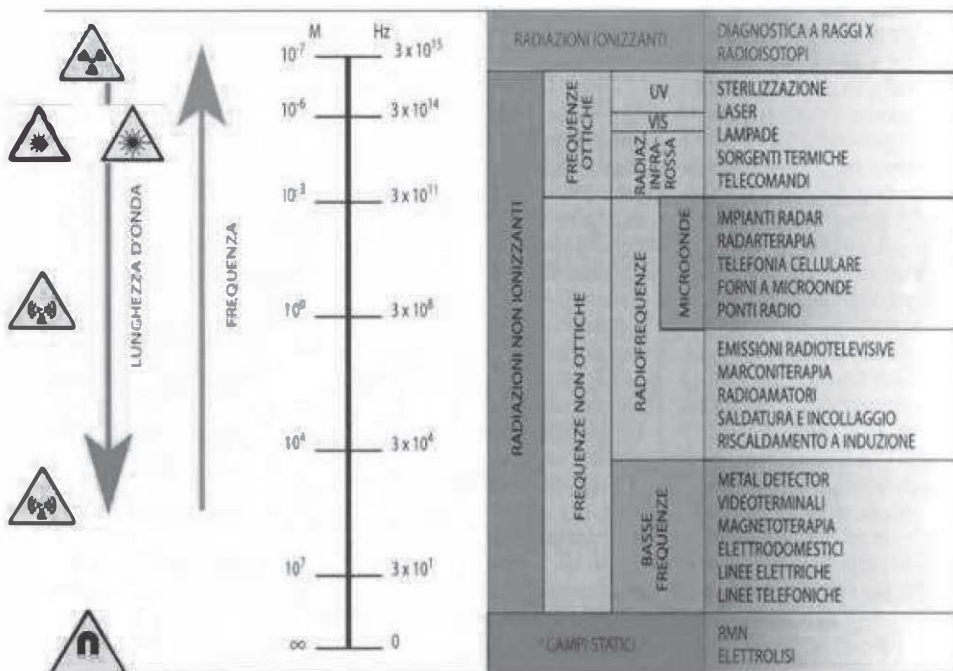 M Hz
10⁻⁷ 3 x 10¹⁵
10⁻⁶ 3 x 10¹⁴
10⁻³ 3 x 10¹¹
10⁰ 3 x 10⁸
10⁴ 3 x 10⁴
10⁷ 3 x 10¹
∞ 0
LUNGHEZZA D'ONDA
FREQUENZA
RADIAZIONI IONIZZANTI
DIAGNOSTICA A RAGGI X
RADIOISOTOPI
RADIAZIONI NON IONIZZANTI
FREQUENZE
OTTICHE
UV
VIS
RADIAZ.
INFRA-
ROSSA
STERILIZZAZIONE
LASER
LAMPADE
SORGENTI TERMICHE
TELECOMANDI
FREQUENZE NON OTTICHE
RADIOFREQUENZE
MICROONDE
IMPIANTI RADAR
RADARTERAPIA
TELEFONIA CELLULARE
FORNI A MICROONDE
PONTI RADIO
EMISSIONI RADIOTELEVISIVE
MARCONITERAPIA
RADIOAMATORI
SALDATURA E INCOLLAGGIO
RISCALDAMENTO A INDUZIONE
BASSE
FREQUENZE
METAL DETECTOR
VIDEOTERMINALI
MAGNETOTERAPIA
ELETTRODOMESTICI
LINEE ELETTRICHE
LINEE TELEFONICHE
CAMPI STATICI
RMN
ELETTROLISI